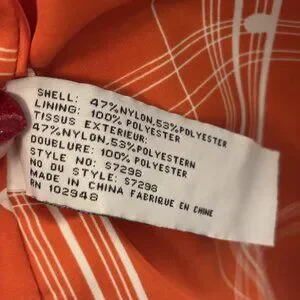 SHELL: 47%NYLON,53%POLYESTER
LINING: 100% POLYESTER
TISSUS EXTERIEUR:
47%NYLON,53%POLYESTERN
DOUBLURE: 100% POLYESTER
STYLE NO: S7298
NO DU STYLE: S7298
MADE IN CHINA FABRIQUE EN CHINE
RN 102948